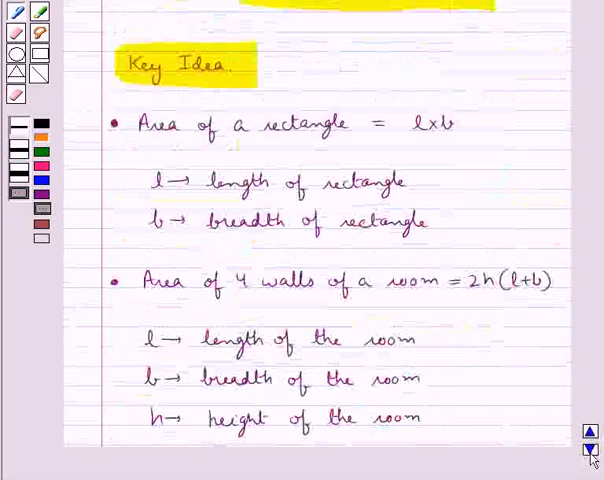 Key Idea.
• Area of a rectangle = l×b
l→ length of rectangle
b→ breadth of rectangle
• Area of 4 walls of a room = 2h(l+b)
l→ length of the room
b→ breadth of the room
h→ height of the room